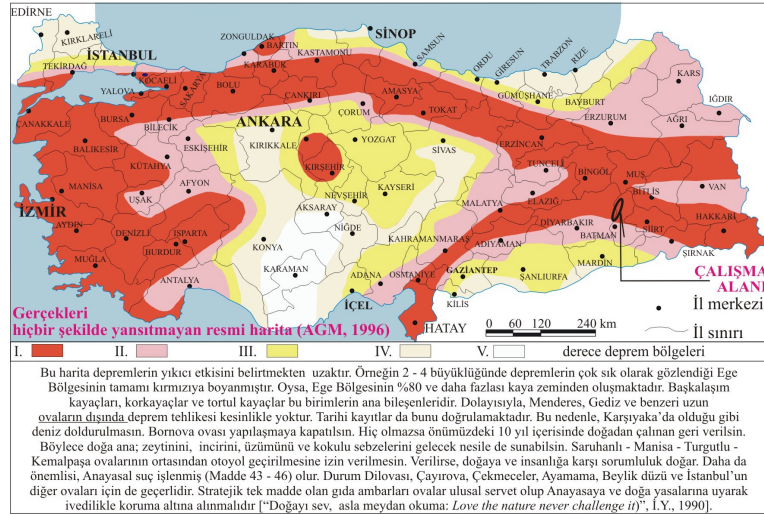 EDİRNE
KIRKLARELİ
İSTANBUL
TEKİRDAĞ
KOCAELİ
YALOVA
SAKARYA
ÇANAKKALE
BURSA
BİLECİK
BALIKESİR
KÜTAHYA
ESKİŞEHİR
MANİSA
UŞAK
AFYON
İZMİR
AYDIN
DENİZLİ
ISPARTA
BURDUR
MUĞLA
ANTALYA
ZONGULDAK
BARTIN
KARABÜK
KASTAMONU
BOLU
ÇANKIRI
SİNOP
SAMSUN
AMASYA
ÇORUM
TOKAT
ANKARA
KIRIKKALE
YOZGAT
KIRŞEHİR
SİVAS
NEVŞEHİR
KAYSERİ
AKSARAY
NİĞDE
KONYA
KARAMAN
ADANA
OSMANİYE
İÇEL
HATAY
KAHRAMANMARAŞ
GAZİANTEP
KİLİS
ŞANLIURFA
ADIYAMAN
MALATYA
ELAZIĞ
TUNCELİ
ERZİNCAN
ORDU
GİRESUN
TRABZON
RİZE
GÜMÜŞHANE
BAYBURT
ERZURUM
KARS
IĞDIR
AĞRI
BİNGÖL
MUŞ
BİTLİS
VAN
DİYARBAKIR
BATMAN
SİİRT
HAKKARİ
ŞIRNAK
MARDİN
ÇALIŞMA
ALANI
İl merkezi
İl sınırı
0 60 120 240 km
Gerçekleri
hiçbir şekilde yansıtmayan resmi harita (AGM, 1996)
I. II. III. IV. V. derece deprem bölgeleri
Bu harita depremlerin yıkıcı etkisini belirtmekten uzaktır. Örneğin 2 - 4 büyüklüğünde depremlerin çok sık olarak gözlendiği Ege
Bölgesinin tamamı kırmızıya boyanmıştır. Oysa, Ege Bölgesinin %80 ve daha fazlası kaya zeminden oluşmaktadır. Başkalaşım
kayaçları, korkayaçlar ve tortul kayaçlar bu birimlerin ana bileşenleridir. Dolayısıyla, Menderes, Gediz ve benzeri uzun
ovaların dışında deprem tehlikesi kesinlikle yoktur. Tarihi kayıtlar da bunu doğrulamaktadır. Bu nedenle, Karşıyaka'da olduğu gibi
deniz doldurulmasın. Bornova ovası yapılaşmaya kapatılsın. Hiç olmazsa önümüzdeki 10 yıl içerisinde doğadan çalınan geri verilsin.
Böylece doğa ana; zeytinini, incirini, üzümünü ve kokulu sebzelerini gelecek nesile de sunabilsin. Saruhanlı - Manisa - Turgutlu -
Kemalpaşa ovalarının ortasından otoyol geçirilmesine izin verilmesin. Verilirse, doğaya ve insanlığa karşı sorumluluk doğar. Daha da
önemlisi, Anayasal suç işlenmiş (Madde 43 - 46) olur. Durum Dilovası, Çayırova, Çekmeceler, Ayamama, Beylik düzü ve İstanbul'un
diğer ovaları için de geçerlidir. Stratejik tek madde olan gıda ambarları ovalar ulusal servet olup Anayasaya ve doğa yasalarına uyarak
ivedilikle koruma altına alınmalıdır ["Doğayı sev, asla meydan okuma: Love the nature never challenge it)", İ.Y., 1990].